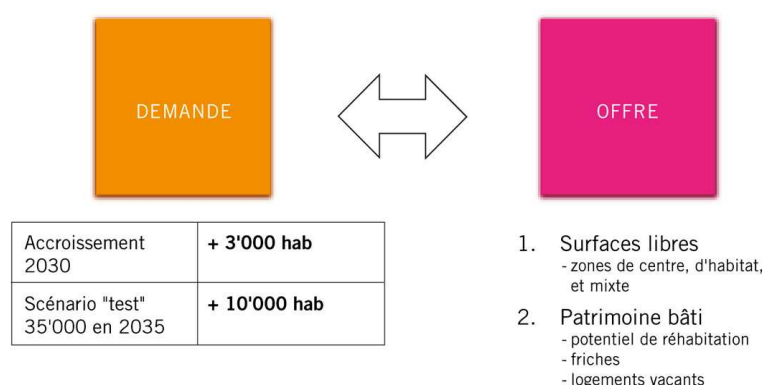 DEMANDE
OFFRE
Accroissement
2030
+ 3'000 hab
Scénario "test"
35'000 en 2035
+ 10'000 hab
1. Surfaces libres
- zones de centre, d'habitat,
et mixte
2. Patrimoine bâti
- potentiel de réhabitation
- friches
- logements vacants